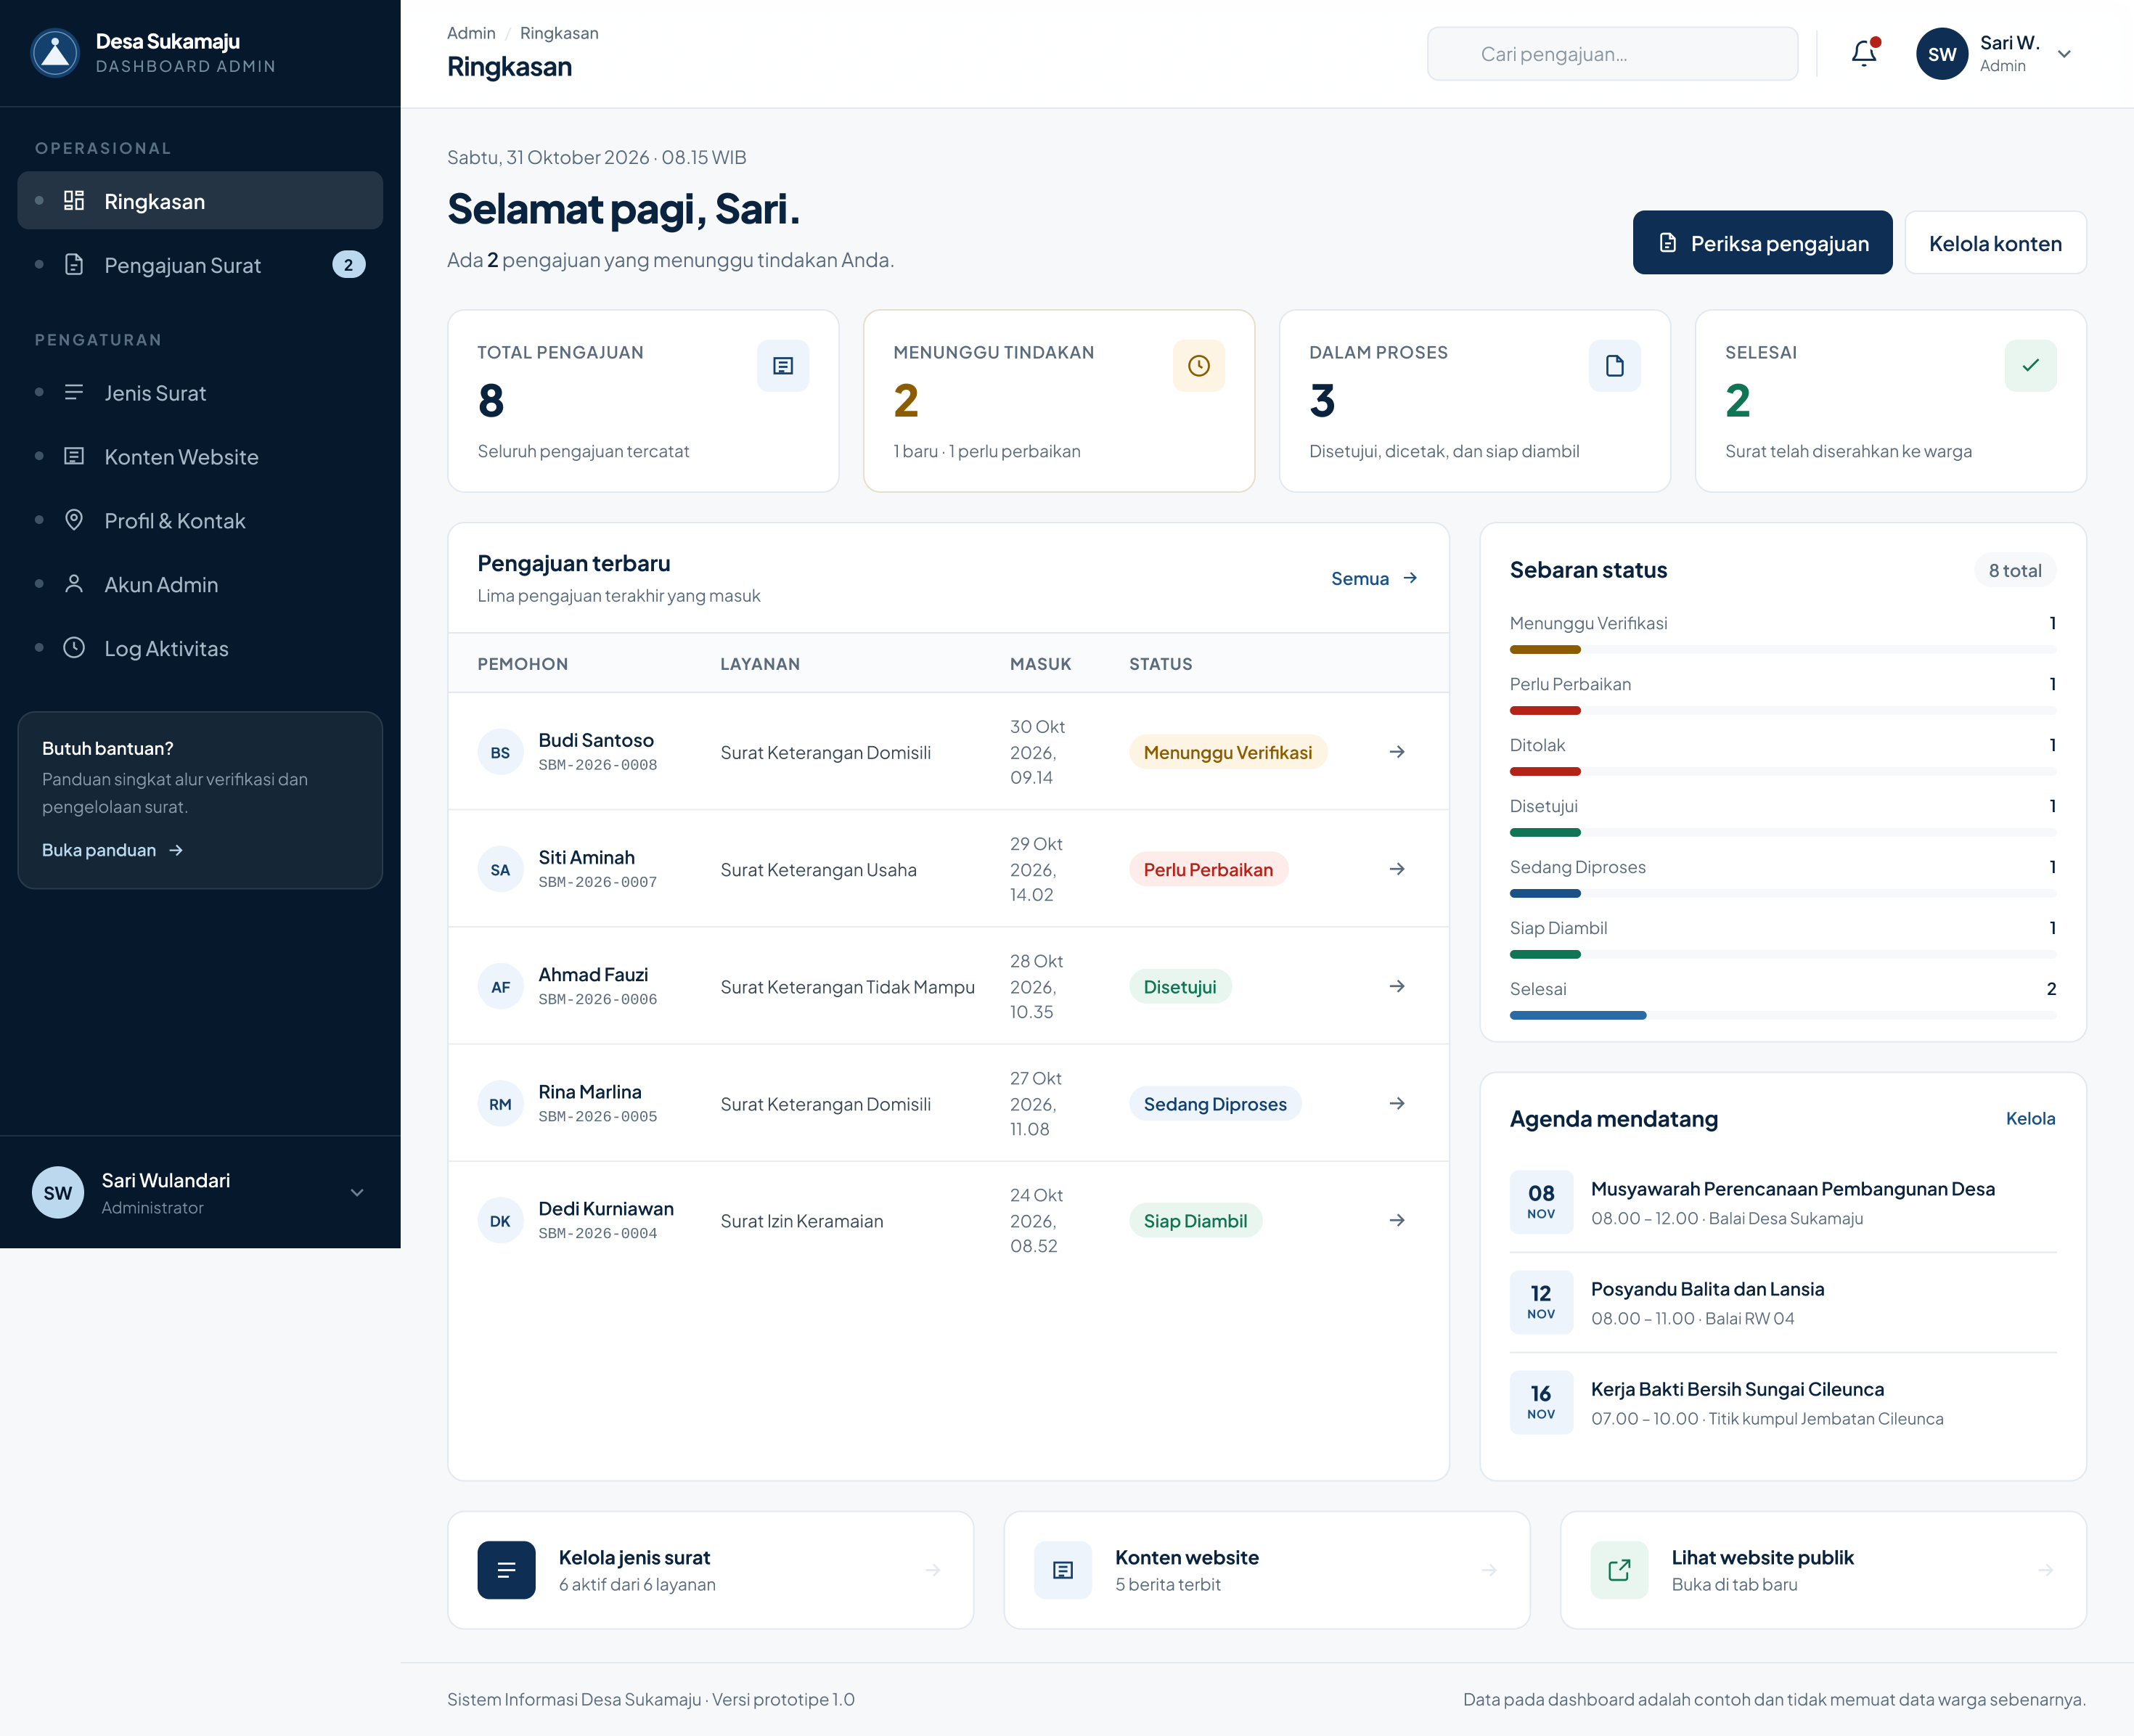 Desa Sukamaju
DASHBOARD ADMIN
OPERASIONAL
Ringkasan
Pengajuan Surat 2
PENGATURAN
Jenis Surat
Konten Website
Profil & Kontak
Akun Admin
Log Aktivitas
Butuh bantuan?
Panduan singkat alur verifikasi dan
pengelolaan surat.
Buka panduan →
SW
Sari Wulandari
Administrator
Admin / Ringkasan
Ringkasan
Cari pengajuan...
SW
Sari W.
Admin
Sabtu, 31 Oktober 2026 · 08.15 WIB
Selamat pagi, Sari.
Ada 2 pengajuan yang menunggu tindakan Anda.
Periksa pengajuan
Kelola konten
TOTAL PENGAJUAN
8
Seluruh pengajuan tercatat
MENUNGGU TINDAKAN
2
1 baru · 1 perlu perbaikan
DALAM PROSES
3
Disetujui, dicetak, dan siap diambil
SELESAI
2
Surat telah diserahkan ke warga
Pengajuan terbaru
Lima pengajuan terakhir yang masuk
Semua →
PEMOHON LAYANAN MASUK STATUS
BS
Budi Santoso
SBM-2026-0008
Surat Keterangan Domisili
30 Okt
2026,
09.14
Menunggu Verifikasi →
SA
Siti Aminah
SBM-2026-0007
Surat Keterangan Usaha
29 Okt
2026,
14.02
Perlu Perbaikan →
AF
Ahmad Fauzi
SBM-2026-0006
Surat Keterangan Tidak Mampu
28 Okt
2026,
10.35
Disetujui →
RM
Rina Marlina
SBM-2026-0005
Surat Keterangan Domisili
27 Okt
2026,
11.08
Sedang Diproses →
DK
Dedi Kurniawan
SBM-2026-0004
Surat Izin Keramaian
24 Okt
2026,
08.52
Siap Diambil →
Sebaran status
8 total
Menunggu Verifikasi 1
Perlu Perbaikan 1
Ditolak 1
Disetujui 1
Sedang Diproses 1
Siap Diambil 1
Selesai 2
Agenda mendatang
Kelola
08
NOV
Musyawarah Perencanaan Pembangunan Desa
08.00 – 12.00 · Balai Desa Sukamaju
12
NOV
Posyandu Balita dan Lansia
08.00 – 11.00 · Balai RW 04
16
NOV
Kerja Bakti Bersih Sungai Cileunca
07.00 – 10.00 · Titik kumpul Jembatan Cileunca
Kelola jenis surat
6 aktif dari 6 layanan
Konten website
5 berita terbit
Lihat website publik
Buka di tab baru
Sistem Informasi Desa Sukamaju · Versi prototipe 1.0
Data pada dashboard adalah contoh dan tidak memuat data warga sebenarnya.